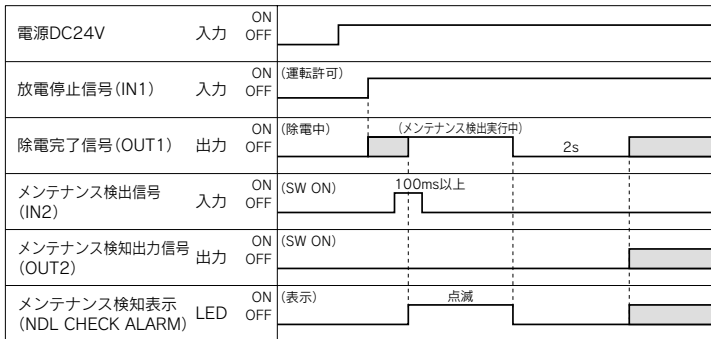 電源DC24V 入力 ON
OFF
放電停止信号(IN1) 入力 ON (運転許可)
OFF
除電完了信号(OUT1) 出力 ON (除電中) (メンテナンス検出実行中)
OFF 2s
メンテナンス検出信号 ON (SW ON) 100ms以上
(IN2) 入力 OFF
メンテナンス検知出力信号 ON (SW ON)
(OUT2) 出力 OFF
メンテナンス検知表示 ON (表示) 点滅
(NDL CHECK ALARM) LED OFF